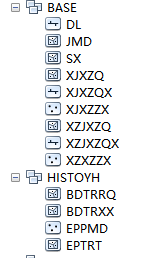 BASE
DL
JMD
SX
XJXZQ
XJXZQX
XJXZZX
XZJXZQ
XZJXZQX
XZXZZX
HISTOYH
BDTRRQ
BDTRXX
EPPMD
EPTRT